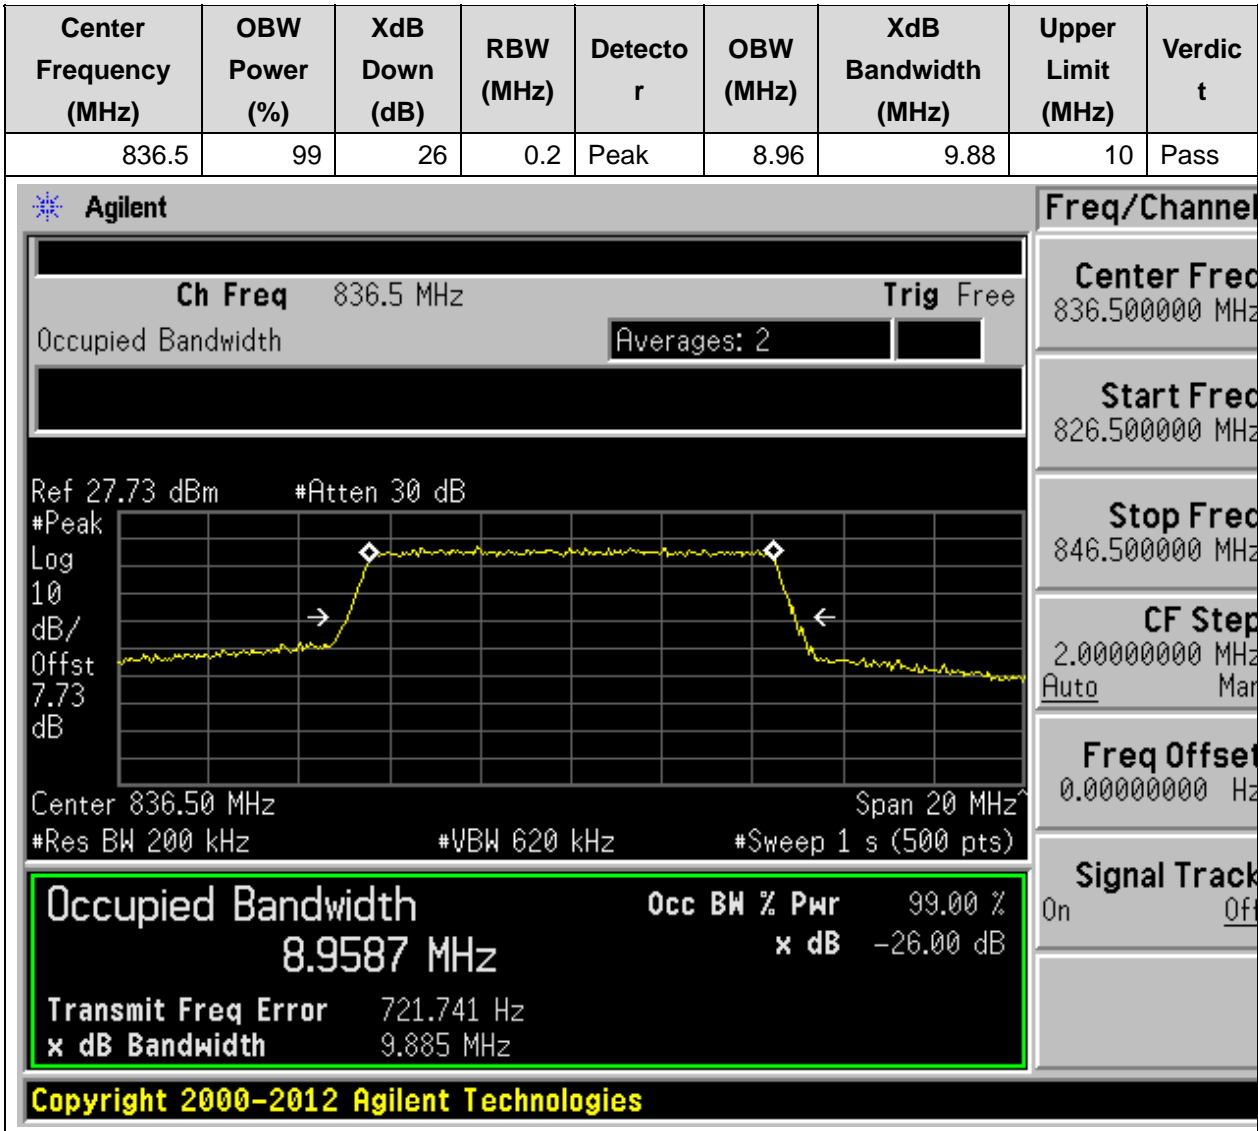 Center Frequency (MHz) OBW Power (%) XdB Down (dB) RBW (MHz) Detector OBW (MHz) XdB Bandwidth (MHz) Upper Limit (MHz) Verdict
836.5 99 26 0.2 Peak 8.96 9.88 10 Pass
Agilent
Freq/Channel
Ch Freq 836.5 MHz Trig Free
Occupied Bandwidth Averages: 2
Center Freq
836.500000 MHz
Start Freq
826.500000 MHz
Stop Freq
846.500000 MHz
CF Step
2.00000000 MHz
Auto Man
Freq Offset
0.00000000 Hz
Signal Track
On Off
Ref 27.73 dBm #Atten 30 dB
#Peak
Log
10
dB/
Offst
7.73
dB
Center 836.50 MHz Span 20 MHz^
#Res BW 200 kHz #VBW 620 kHz #Sweep 1 s (500 pts)
Occupied Bandwidth
8.9587 MHz
Occ BW % Pwr 99.00 %
x dB -26.00 dB
Transmit Freq Error 721.741 Hz
x dB Bandwidth 9.885 MHz
Copyright 2000-2012 Agilent Technologies